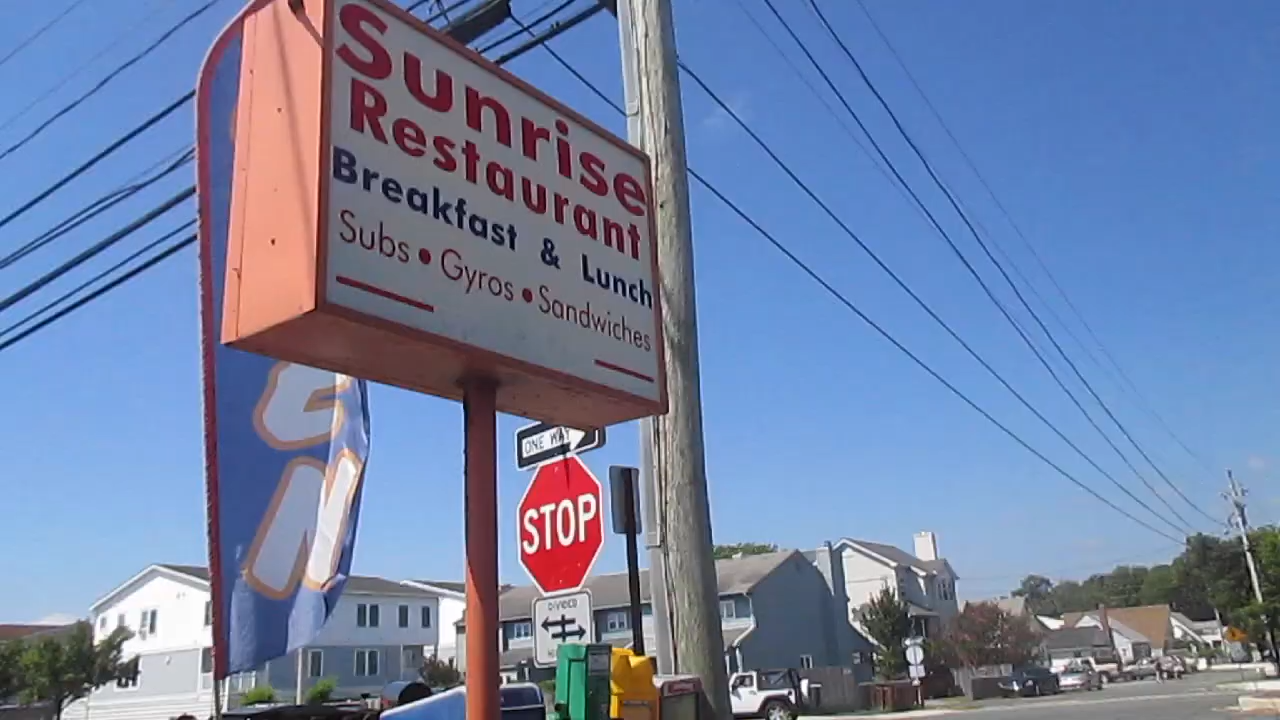 Sunrise
Restaurant
Breakfast & Lunch
Subs • Gyros • Sandwiches
ONE WAY
STOP
DIVIDED